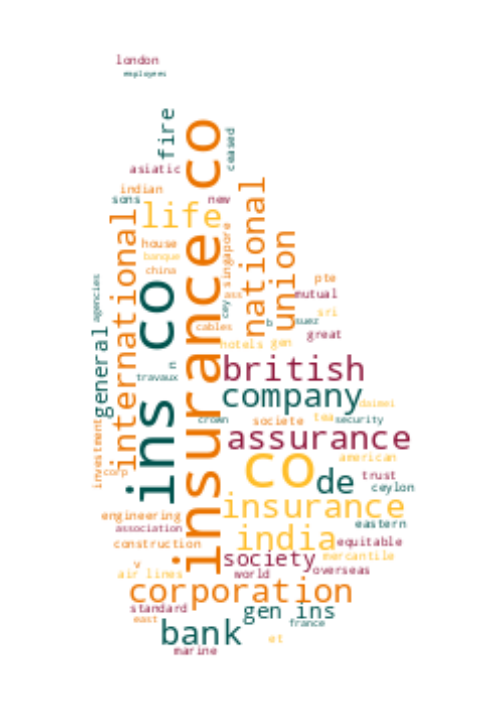 london
employees
fire
insurance co
ceased
asiatic
indian
sons
new
national
life
international
union
singapore
house
banque
china
agencies
pte
ins co
ass
mutual
cey
sri
b
suez
cables
great
general
hotels
gen
n
travaux
british
company
daimei
crown
societe
tea
security
investment
assurance
co
american
corp
de
trust
ceylon
insurance
engineering
eastern
association
india
equitable
construction
society
mercantile
v
air lines
world
overseas
corporation
standard
gen ins
east
bank
france
et
marine